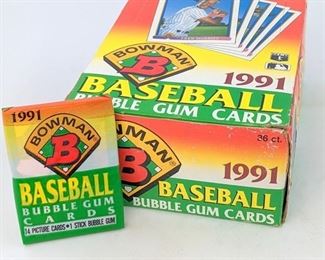 1991
BOWMAN
B
BASEBALL
BUBBLE GUM CARDS
36 ct.
1991
BOWMAN
B
BASEBALL
BUBBLE GUM CARDS
1991
BOWMAN
B
BASEBALL
BUBBLE GUM
CARDS
14 PICTURE CARDS • 1 STICK BUBBLE GUM